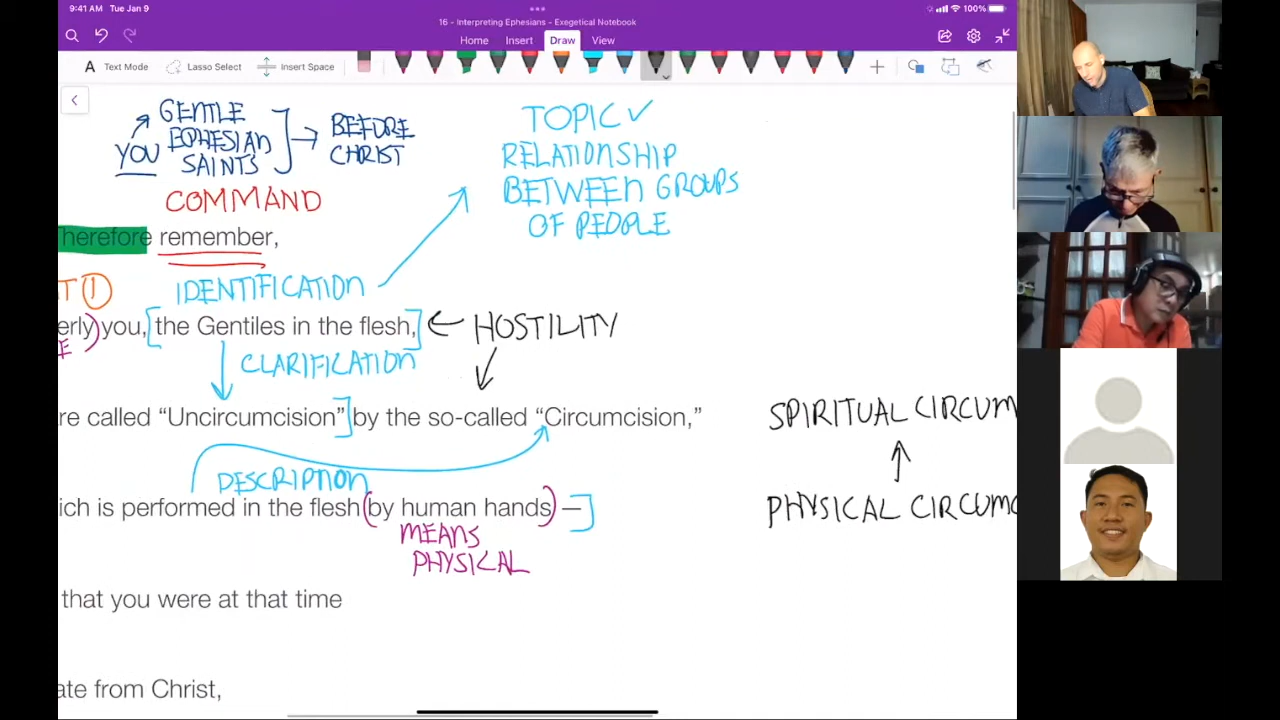 9:41 AM Tue Jan 9
100%
16 - Interpreting Ephesians - Exegetical Notebook
Home Insert Draw View
A Text Mode Lasso Select Insert Space
GENTLE
YOU EPHESIAN
SAINTS
BEFORE
CHRIST
TOPIC ✓
RELATIONSHIP
BETWEEN GROUPS
OF PEOPLE
COMMAND
Therefore remember,
IDENTIFICATION
T 1
erly) you, [the Gentiles in the flesh,] ← HOSTILITY
E
CLARIFICATION
re called “Uncircumcision”] by the so-called “Circumcision,”
SPIRITUAL CIRCUM
DESCRIPTION
ich is performed in the flesh (by human hands) —]
PHYSICAL CIRCUMC
MEANS
PHYSICAL
that you were at that time
ate from Christ,